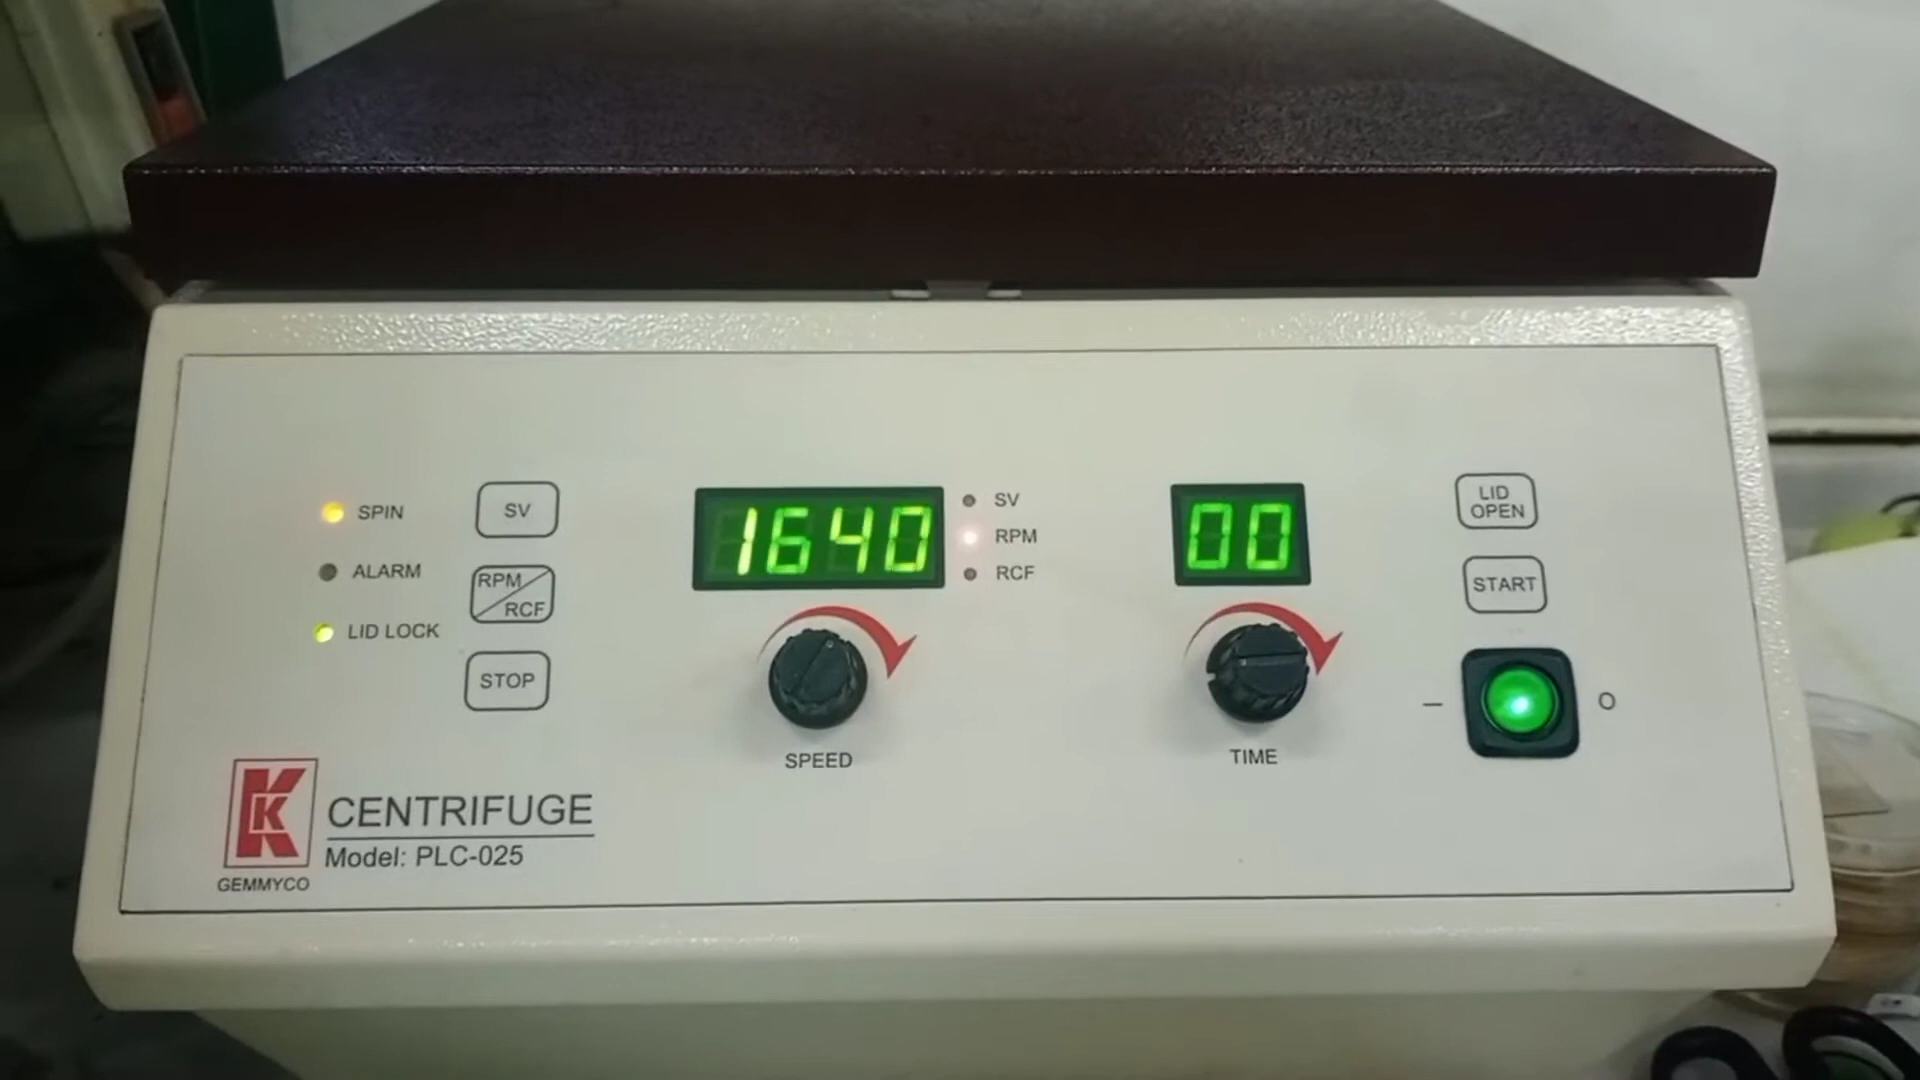 SPIN
ALARM
LID LOCK
SV
RPM
RCF
STOP
1640
SV
RPM
RCF
SPEED
00
TIME
LID
OPEN
START
— O
K
GEMMYCO
CENTRIFUGE
Model: PLC-025